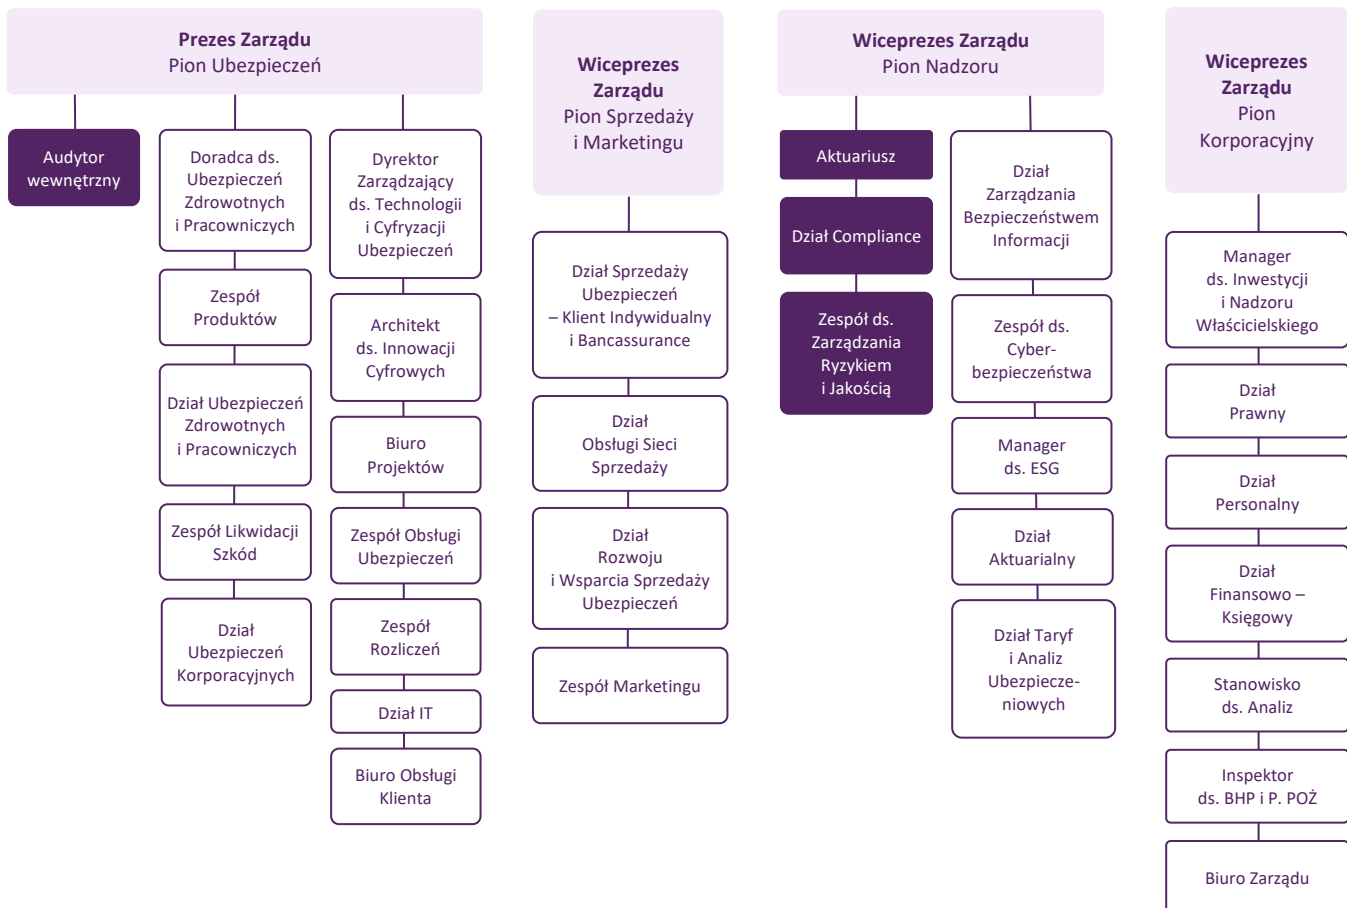 Prezes Zarządu
Pion Ubezpieczeń
Audytor
wewnętrzny
Doradca ds.
Ubezpieczeń
Zdrowotnych
i Pracowniczych
Zespół
Produktów
Dział Ubezpieczeń
Zdrowotnych
i Pracowniczych
Zespół Likwidacji
Szkód
Dział
Ubezpieczeń
Korporacyjnych
Dyrektor
Zarządzający
ds. Technologii
i Cyfryzacji
Ubezpieczeń
Architekt
ds. Innowacji
Cyfrowych
Biuro
Projektów
Zespół Obsługi
Ubezpieczeń
Zespół
Rozliczeń
Dział IT
Biuro Obsługi
Klienta
Wiceprezes
Zarządu
Pion Sprzedaży
i Marketingu
Dział Sprzedaży
Ubezpieczeń
– Klient Indywidualny
i Bancassurance
Dział
Obsługi Sieci
Sprzedaży
Dział
Rozwoju
i Wsparcia Sprzedaży
Ubezpieczeń
Zespół Marketingu
Wiceprezes Zarządu
Pion Nadzoru
Aktuariusz
Dział Compliance
Zespół ds.
Zarządzania
Ryzykiem
i Jakością
Dział
Zarządzania
Bezpieczeństwem
Informacji
Zespół ds.
Cyber-
bezpieczeństwa
Manager
ds. ESG
Dział
Aktuarialny
Dział Taryf
i Analiz
Ubezpiecze-
niowych
Wiceprezes
Zarządu
Pion
Korporacyjny
Manager
ds. Inwestycji
i Nadzoru
Właścicielskiego
Dział
Prawny
Dział
Personalny
Dział
Finansowo –
Księgowy
Stanowisko
ds. Analiz
Inspektor
ds. BHP i P. POŻ
Biuro Zarządu